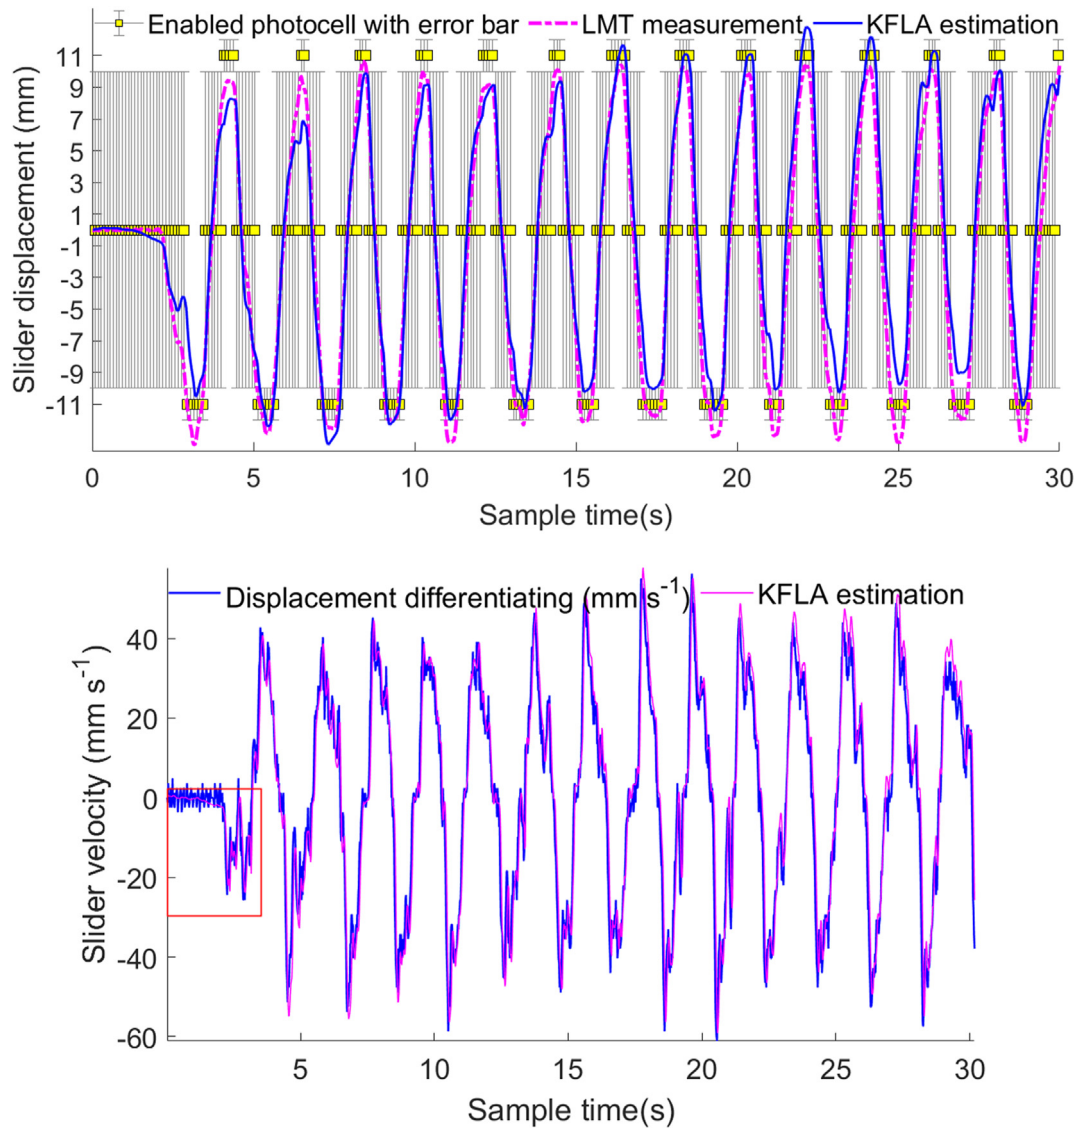 Enabled photocell with error bar LMT measurement KFLA estimation
Slider displacement (mm)
11
9
7
5
3
1
-1
-3
-5
-7
-9
-11
0 5 10 15 20 25 30
Sample time(s)
Displacement differentiating (mm s⁻¹) KFLA estimation
Slider velocity (mm s⁻¹)
40
20
0
-20
-40
-60
5 10 15 20 25 30
Sample time(s)